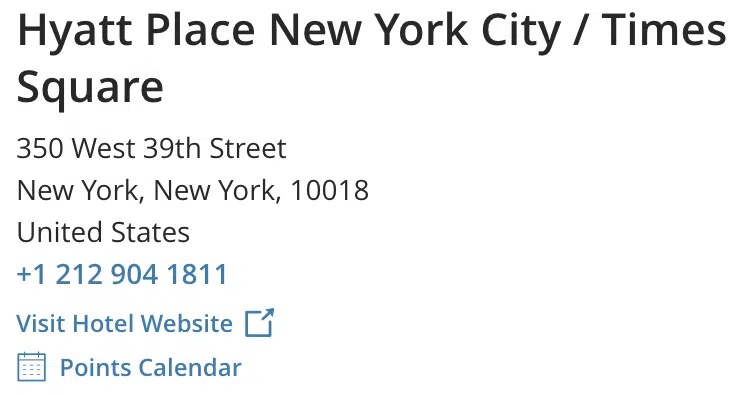 Hyatt Place New York City / Times
Square
350 West 39th Street
New York, New York, 10018
United States
+1 212 904 1811
Visit Hotel Website
Points Calendar